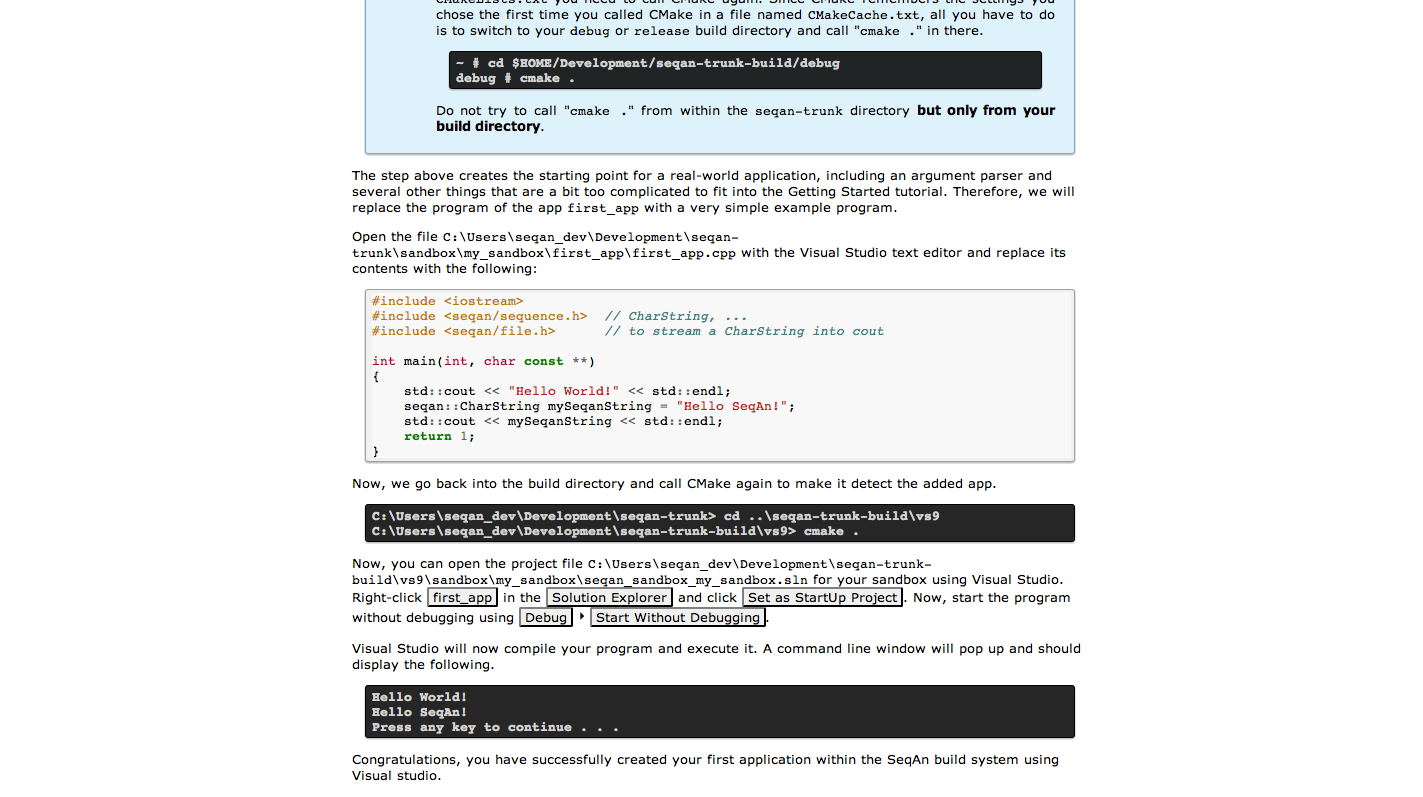 CMakeLists.txt you need to call CMake again. Since CMake remembers the settings you
chose the first time you called CMake in a file named CMakeCache.txt, all you have to do
is to switch to your debug or release build directory and call "cmake ." in there.
~ # cd $HOME/Development/seqan-trunk-build/debug
debug # cmake .
Do not try to call "cmake ." from within the seqan-trunk directory but only from your
build directory.
The step above creates the starting point for a real-world application, including an argument parser and
several other things that are a bit too complicated to fit into the Getting Started tutorial. Therefore, we will
replace the program of the app first_app with a very simple example program.
Open the file C:\Users\seqan_dev\Development\seqan-
trunk\sandbox\my_sandbox\first_app\first_app.cpp with the Visual Studio text editor and replace its
contents with the following:
#include <iostream>
#include <seqan/sequence.h>  // CharString, ...
#include <seqan/file.h>      // to stream a CharString into cout
int main(int, char const **)
{
    std::cout << "Hello World!" << std::endl;
    seqan::CharString mySeqanString = "Hello SeqAn!";
    std::cout << mySeqanString << std::endl;
    return 1;
}
Now, we go back into the build directory and call CMake again to make it detect the added app.
C:\Users\seqan_dev\Development\seqan-trunk> cd ..\seqan-trunk-build\vs9
C:\Users\seqan_dev\Development\seqan-trunk-build\vs9> cmake .
Now, you can open the project file C:\Users\seqan_dev\Development\seqan-trunk-
build\vs9\sandbox\my_sandbox\seqan_sandbox_my_sandbox.sln for your sandbox using Visual Studio.
Right-click first_app in the Solution Explorer and click Set as StartUp Project. Now, start the program
without debugging using Debug ‣ Start Without Debugging.
Visual Studio will now compile your program and execute it. A command line window will pop up and should
display the following.
Hello World!
Hello SeqAn!
Press any key to continue . . .
Congratulations, you have successfully created your first application within the SeqAn build system using
Visual studio.